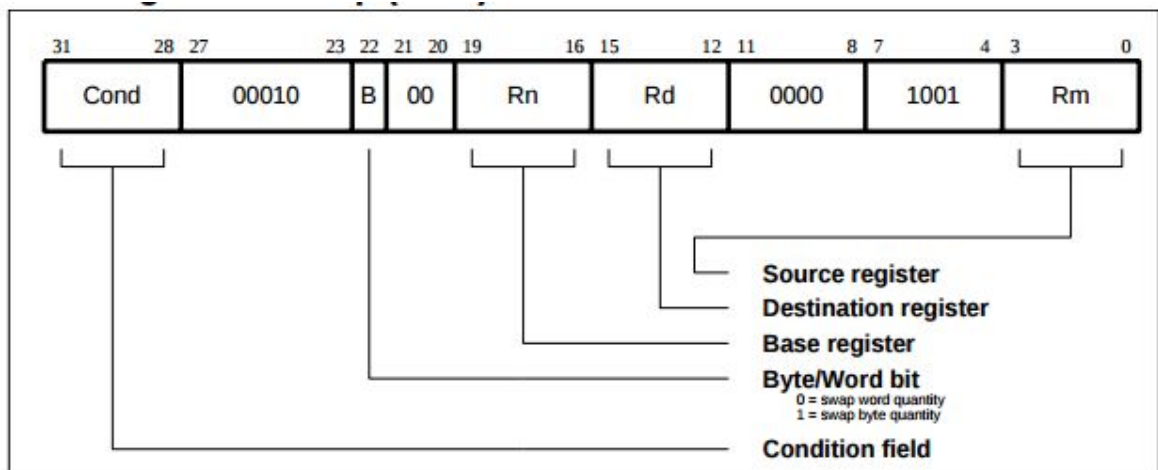 31 28 27 23 22 21 20 19 16 15 12 11 8 7 4 3 0
Cond 00010 B 00 Rn Rd 0000 1001 Rm
Source register
Destination register
Base register
Byte/Word bit
0 = swap word quantity
1 = swap byte quantity
Condition field